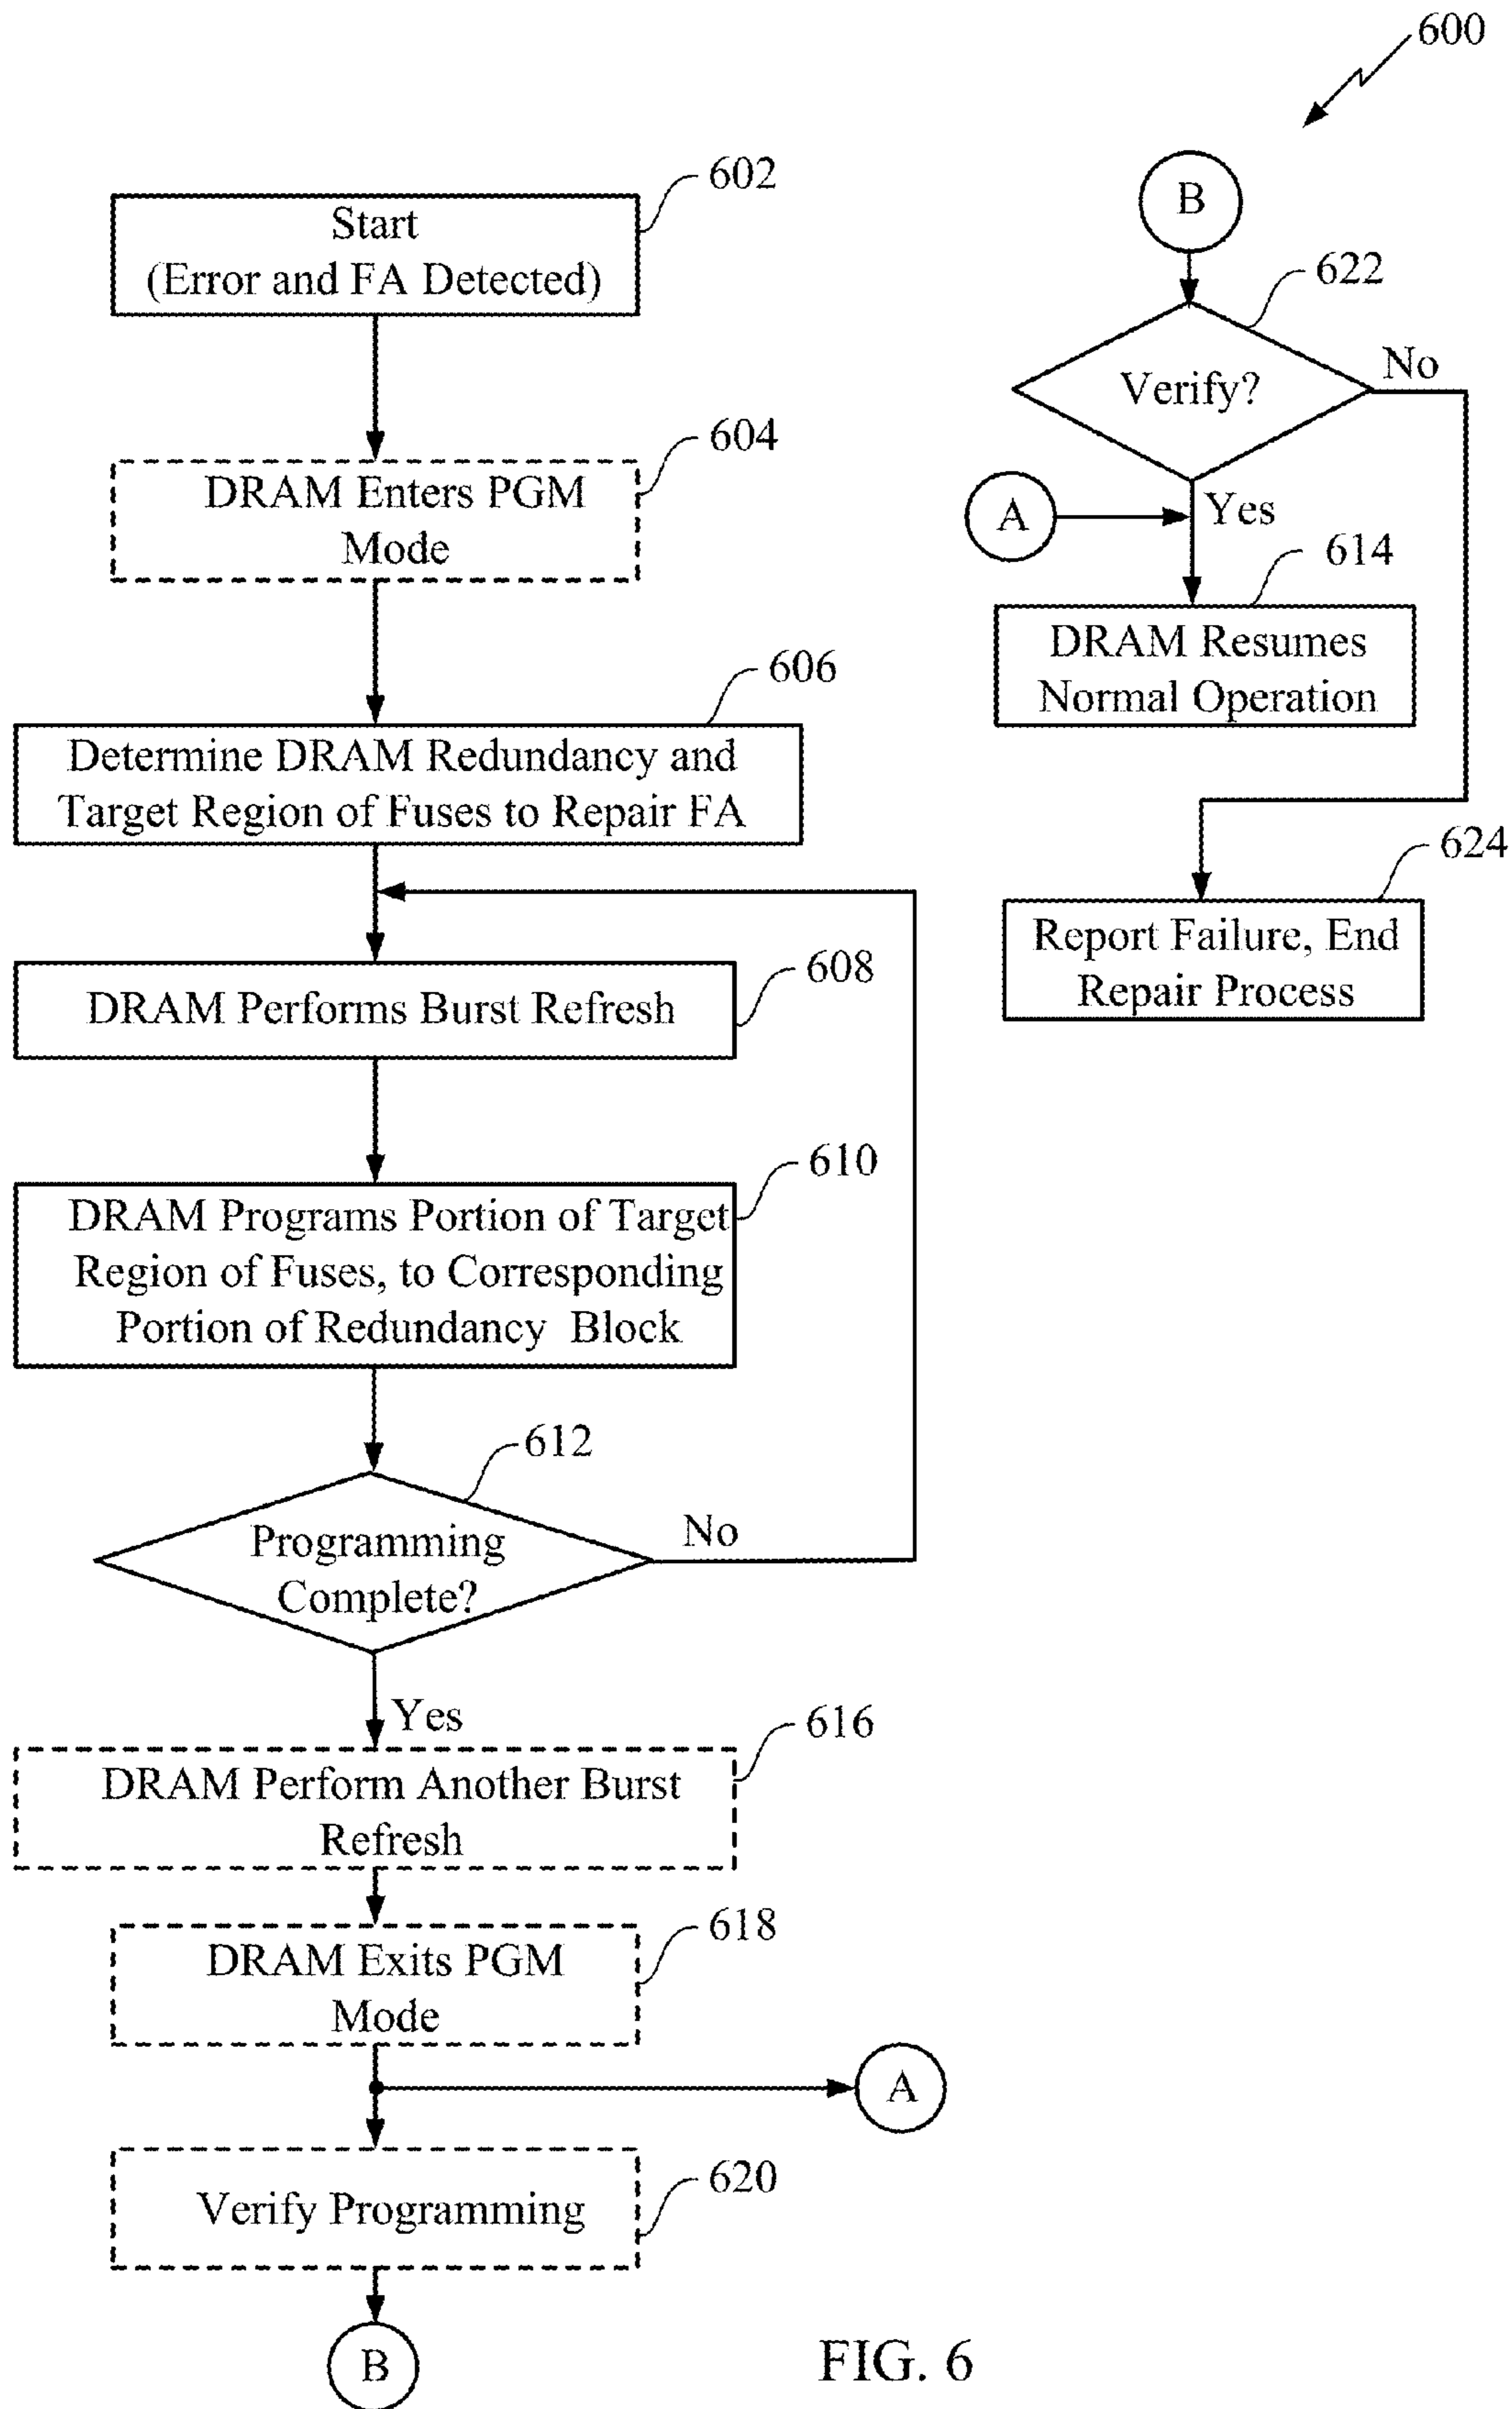 600
602
Start
(Error and FA Detected)
604
DRAM Enters PGM
Mode
606
Determine DRAM Redundancy and
Target Region of Fuses to Repair FA
608
DRAM Performs Burst Refresh
610
DRAM Programs Portion of Target
Region of Fuses, to Corresponding
Portion of Redundancy Block
612
Programming
Complete?
No
Yes
616
DRAM Perform Another Burst
Refresh
618
DRAM Exits PGM
Mode
A
620
Verify Programming
B
B
622
Verify?
No
A
Yes
614
DRAM Resumes
Normal Operation
624
Report Failure, End
Repair Process
FIG. 6